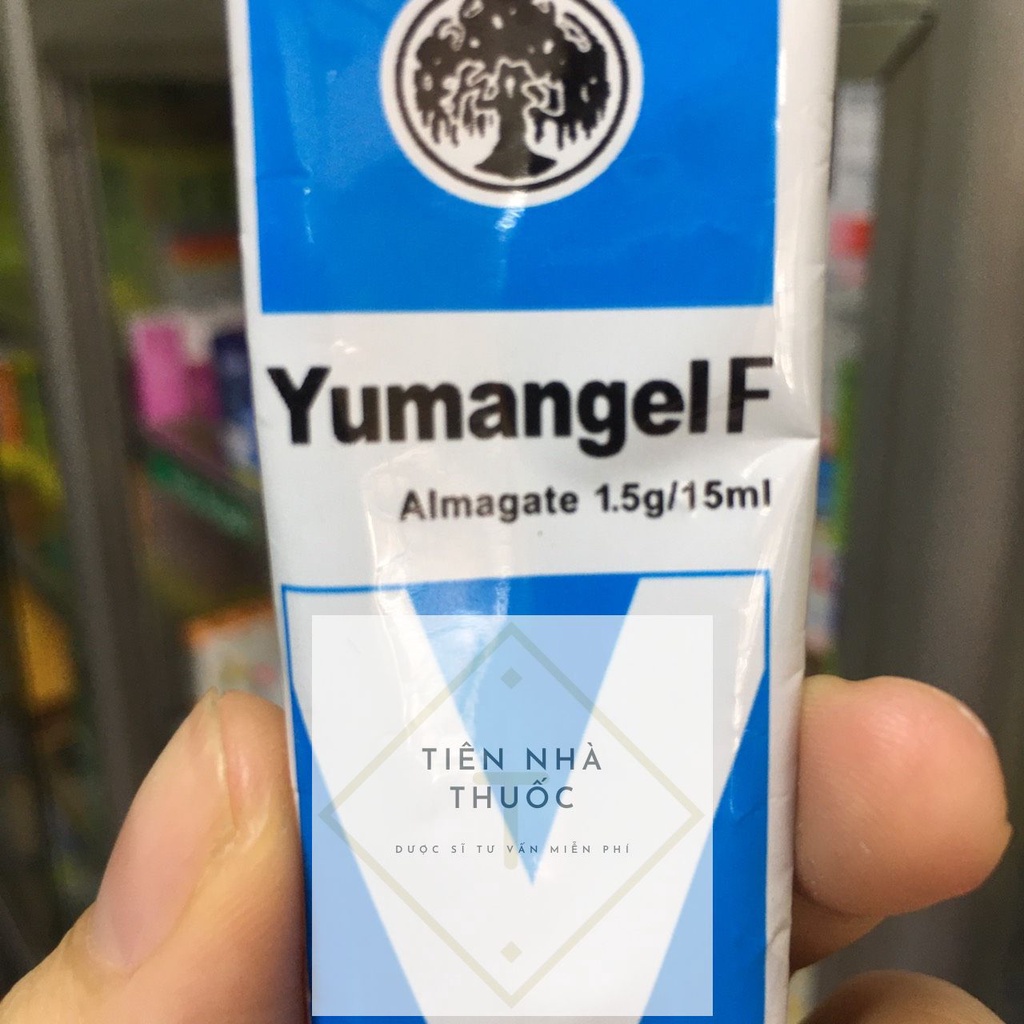 Yumangel F
Almagate 1.5g/15ml
TIÊN NHÀ
THUỐC
DƯỢC SĨ TƯ VẤN MIỄN PHÍ